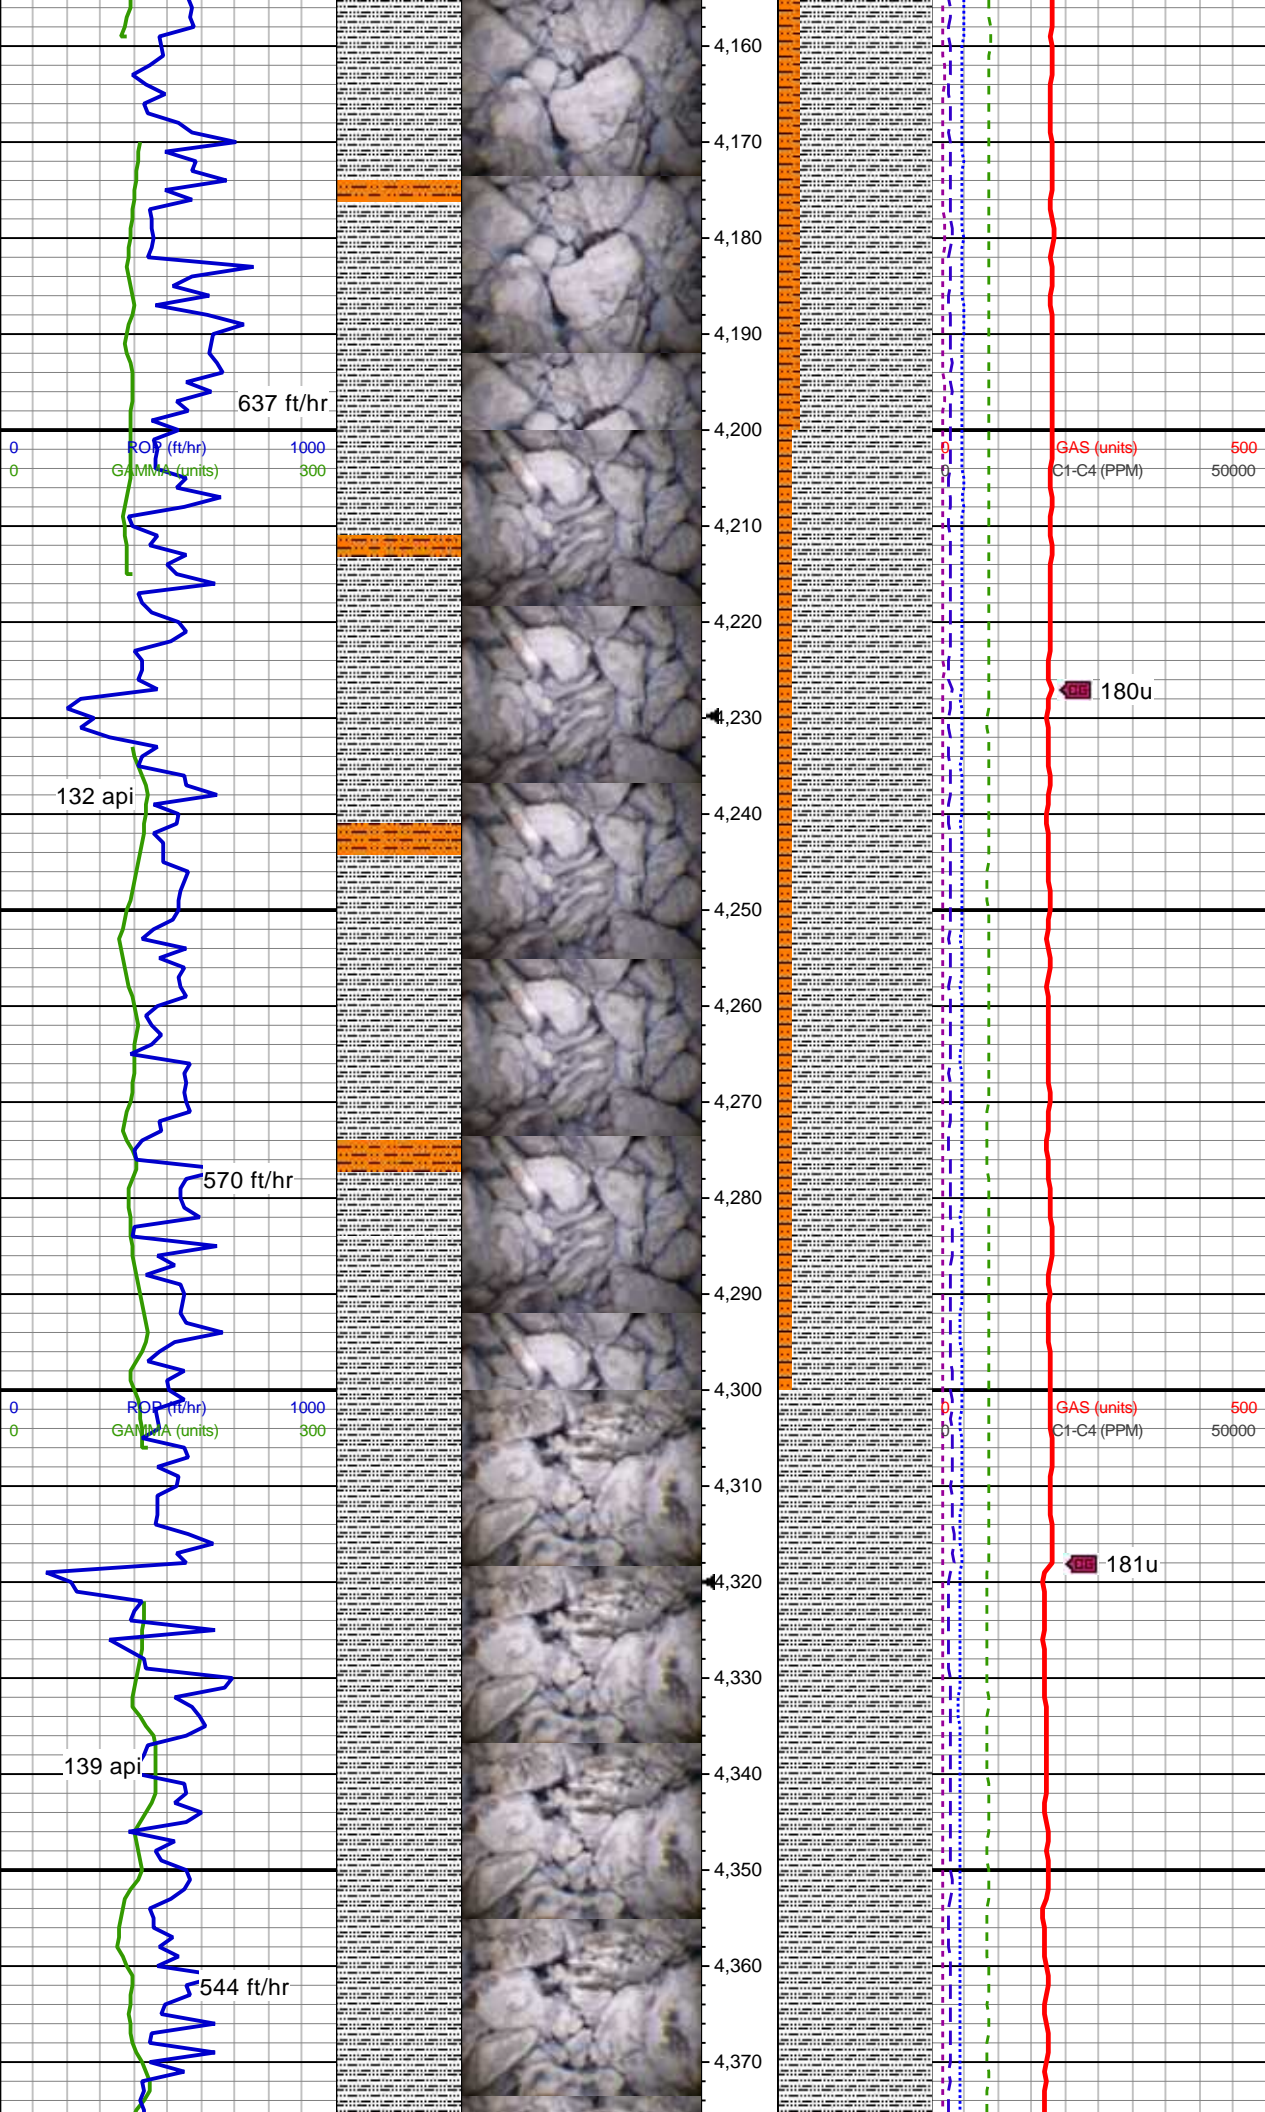 4,160
4,170
4,180
4,190
637 ft/hr
4,200
0 ROP (ft/hr) 1000
0 GAS (units) 500
0 GAMMA (units) 300
0 C1-C4 (PPM) 50000
4,210
4,220
CG 180u
4,230
132 api
4,240
4,250
4,260
4,270
570 ft/hr
4,280
4,290
4,300
0 ROP (ft/hr) 1000
0 GAS (units) 500
0 GAMMA (units) 300
0 C1-C4 (PPM) 50000
4,310
CG 181u
4,320
4,330
139 api
4,340
4,350
4,360
544 ft/hr
4,370